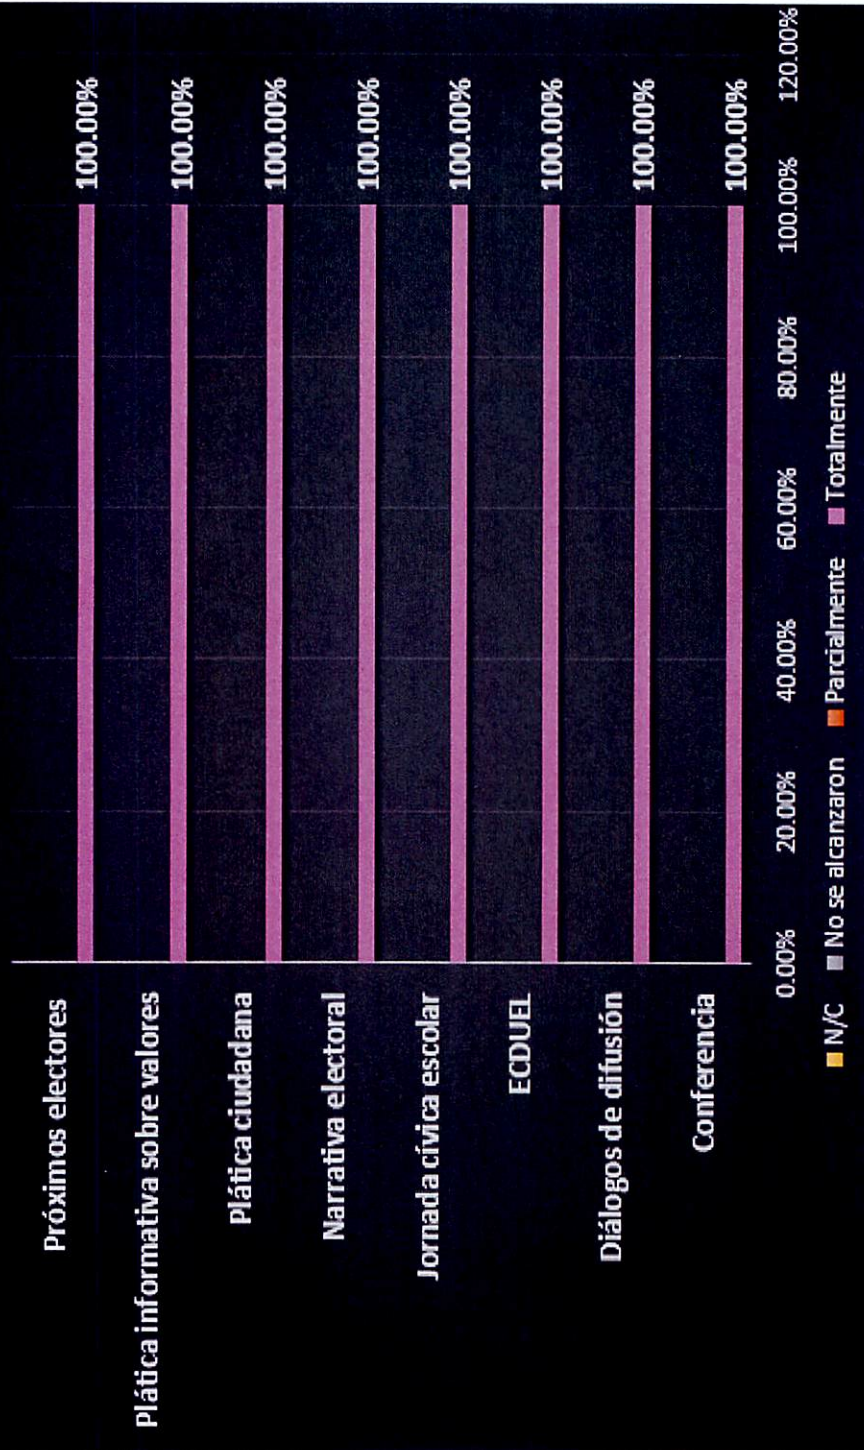 Próximos electores 100.00%
Plática informativa sobre valores 100.00%
Plática ciudadana 100.00%
Narrativa electoral 100.00%
Jornada cívica escolar 100.00%
ECDUEL 100.00%
Diálogos de difusión 100.00%
Conferencia 100.00%
0.00% 20.00% 40.00% 60.00% 80.00% 100.00% 120.00%
N/C No se alcanzaron Parcialmente Totalmente